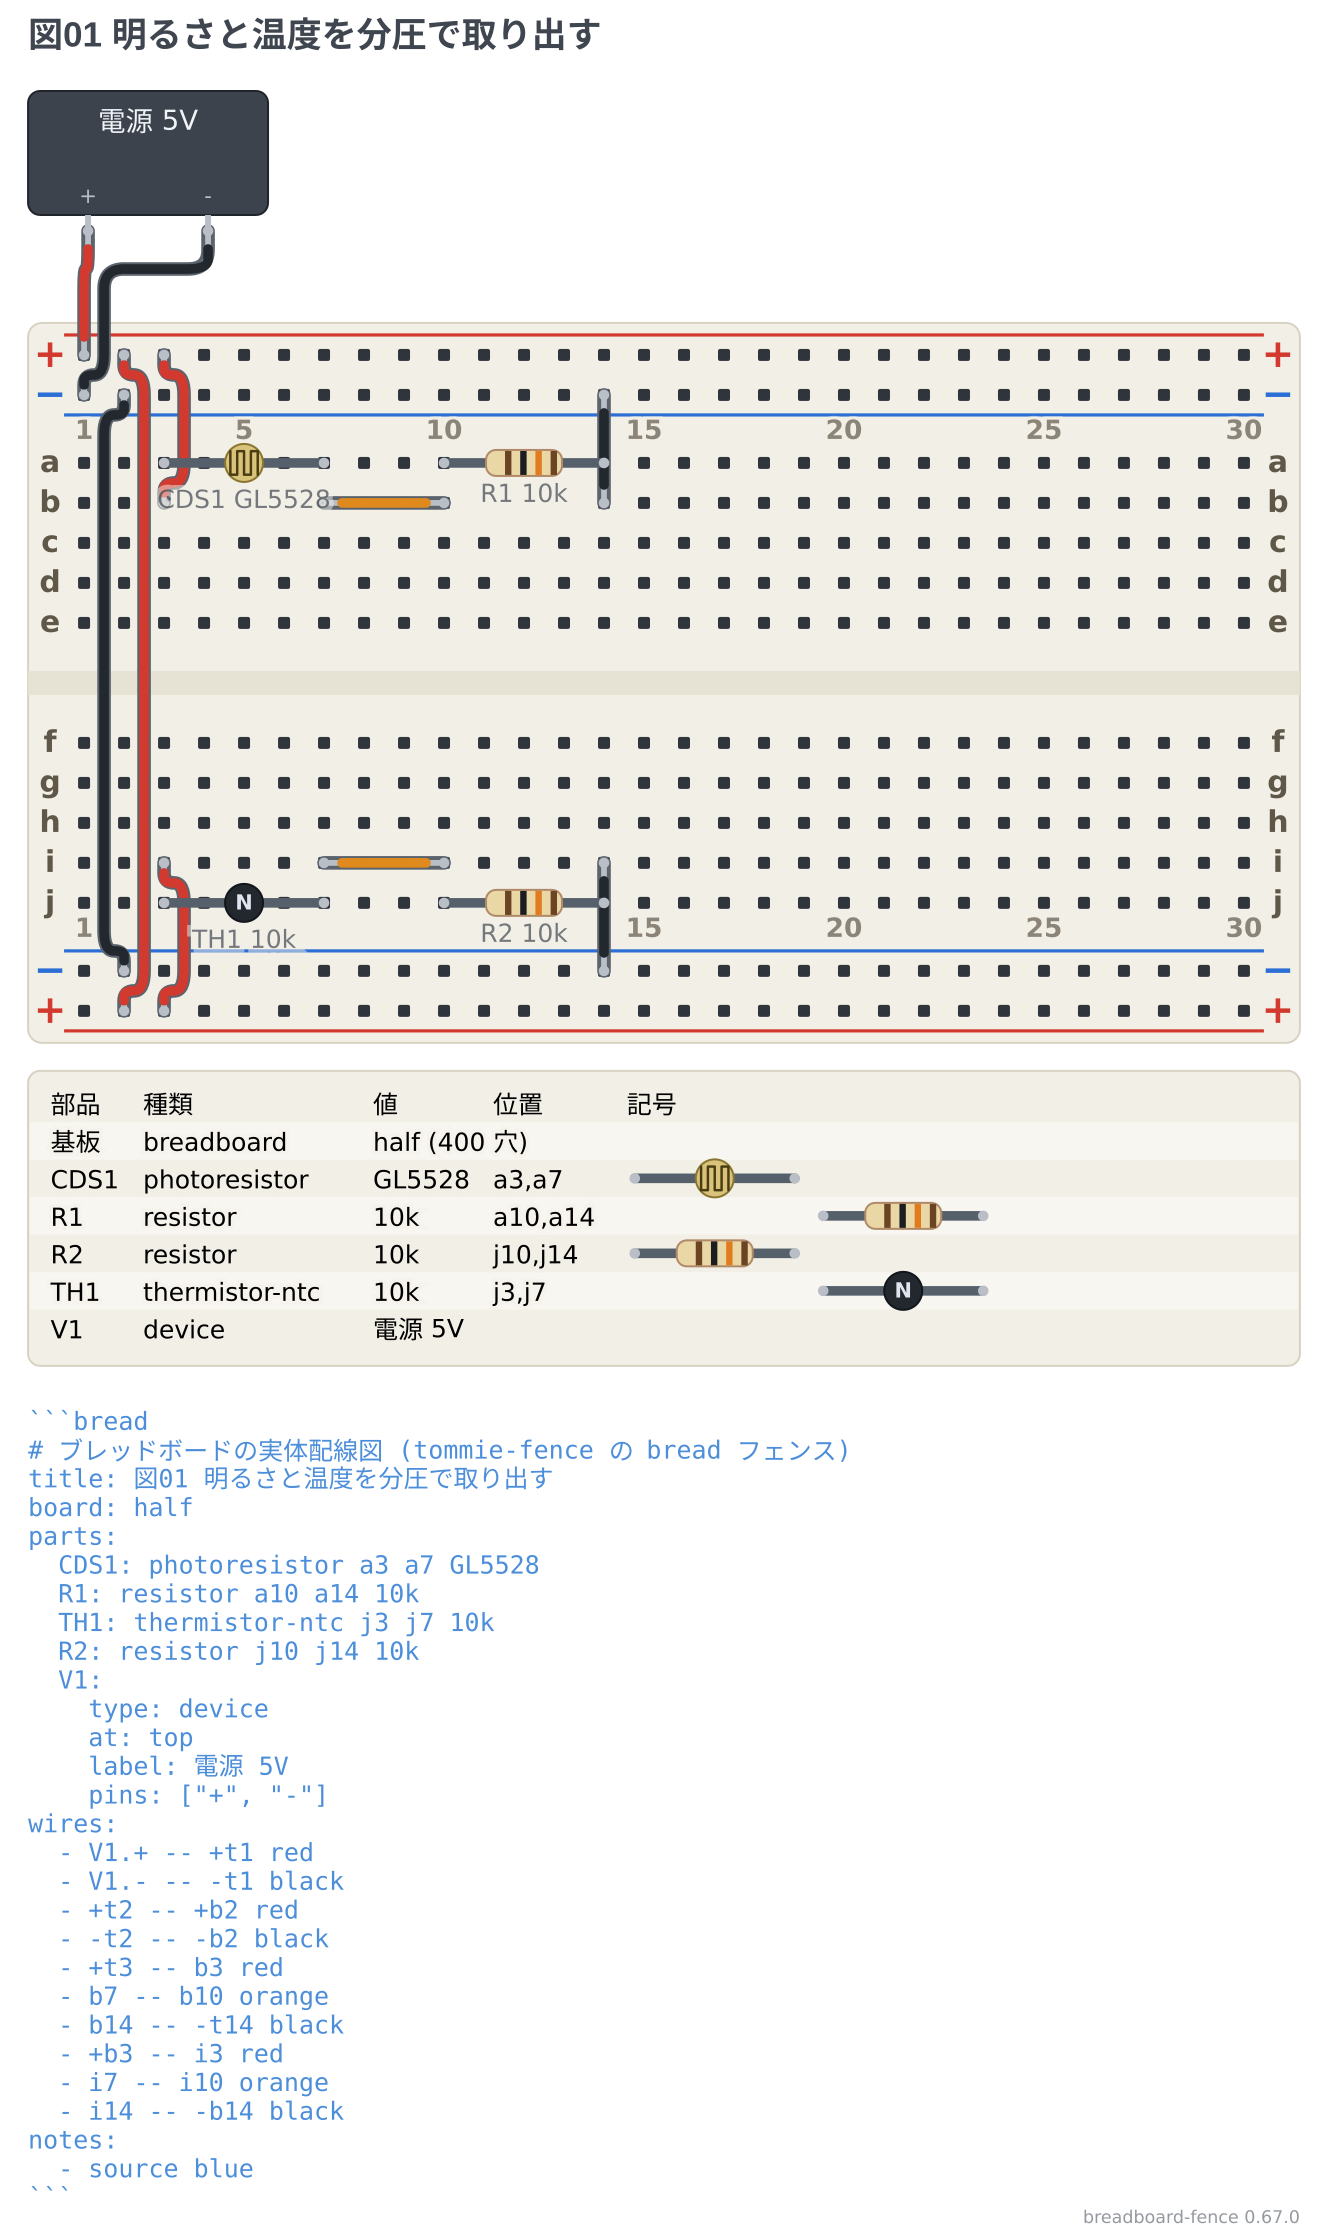 図01 明るさと温度を分圧で取り出す
電源 5V
+ -
+ +
− −
1 5 10 15 20 25 30
a a
CDS1 GL5528 R1 10k
b b
c c
d d
e e
f f
g g
h h
i i
j j
1 15 20 25 30
TH1 10k R2 10k
− −
+ +
部品 種類 値 位置 記号
基板 breadboard half (400 穴)
CDS1 photoresistor GL5528 a3,a7
R1 resistor 10k a10,a14
R2 resistor 10k j10,j14
TH1 thermistor-ntc 10k j3,j7 N
V1 device 電源 5V
```bread
# ブレッドボードの実体配線図 (tommie-fence の bread フェンス)
title: 図01 明るさと温度を分圧で取り出す
board: half
parts:
  CDS1: photoresistor a3 a7 GL5528
  R1: resistor a10 a14 10k
  TH1: thermistor-ntc j3 j7 10k
  R2: resistor j10 j14 10k
  V1:
    type: device
    at: top
    label: 電源 5V
    pins: ["+", "-"]
wires:
  - V1.+ -- +t1 red
  - V1.- -- -t1 black
  - +t2 -- +b2 red
  - -t2 -- -b2 black
  - +t3 -- b3 red
  - b7 -- b10 orange
  - b14 -- -t14 black
  - +b3 -- i3 red
  - i7 -- i10 orange
  - i14 -- -b14 black
notes:
  - source blue
```
breadboard-fence 0.67.0